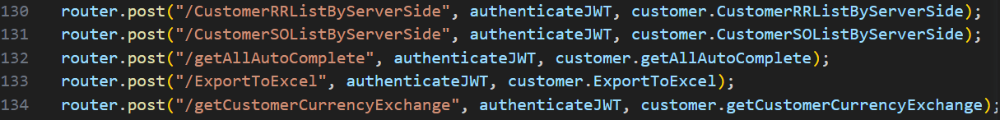 130 router.post("/CustomerRRListByServerSide", authenticateJWT, customer.CustomerRRListByServerSide);
131 router.post("/CustomerSOListByServerSide", authenticateJWT, customer.CustomerSOListByServerSide);
132 router.post("/getAllAutoComplete", authenticateJWT, customer.getAllAutoComplete);
133 router.post("/ExportToExcel", authenticateJWT, customer.ExportToExcel);
134 router.post("/getCustomerCurrencyExchange", authenticateJWT, customer.getCustomerCurrencyExchange);